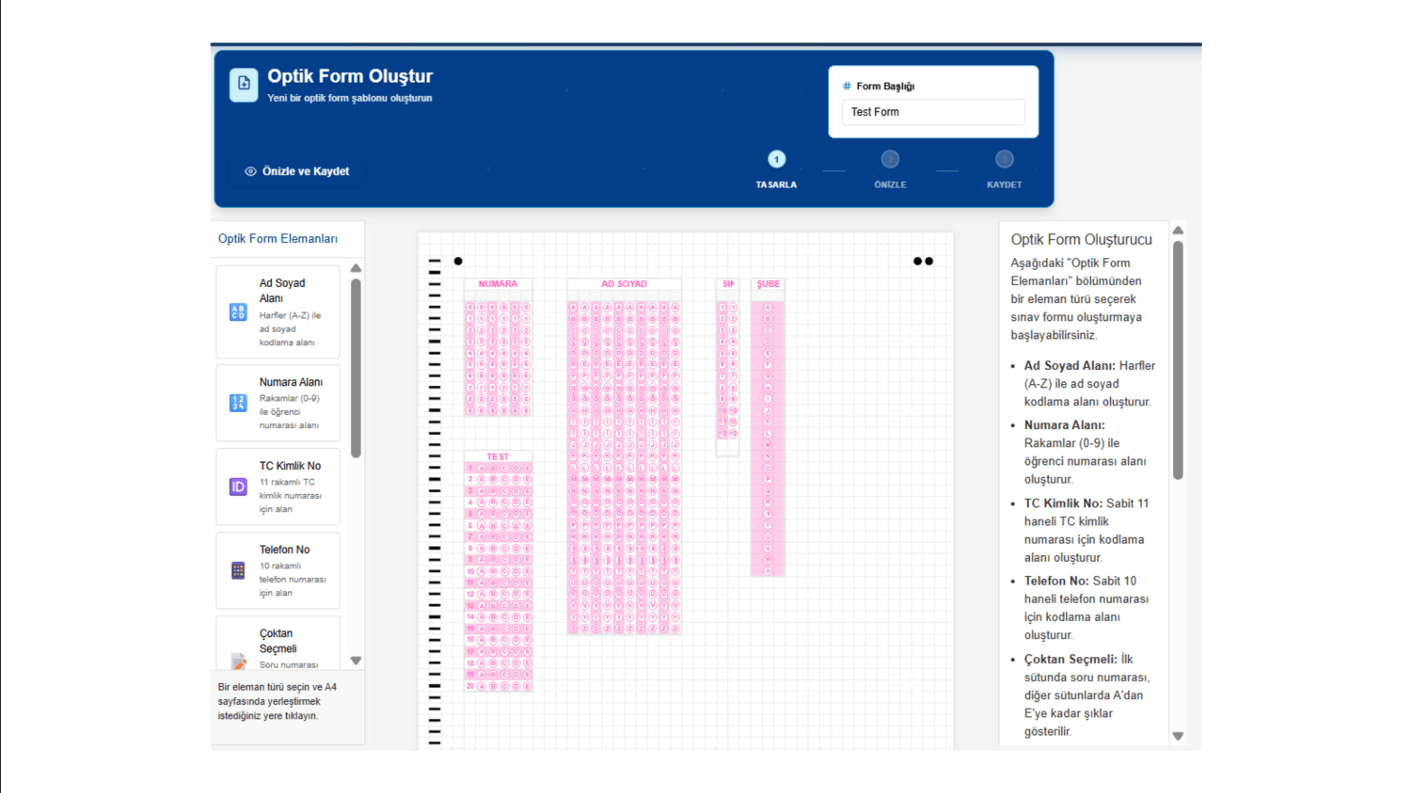 Optik Form Oluştur
Yeni bir optik form şablonu oluşturun
Form Başlığı
Test Form
Önizle ve Kaydet
1
TASARLA
2
ÖNİZLE
3
KAYDET
Optik Form Elemanları
Ad Soyad
Alanı
Harfler (A-Z) ile
ad soyad
kodlama alanı
Numara Alanı
Rakamlar (0-9)
ile öğrenci
numarası alanı
TC Kimlik No
11 rakamlı TC
kimlik numarası
için alan
Telefon No
10 rakamlı
telefon numarası
için alan
Çoktan
Seçmeli
Soru numarası
Bir eleman türü seçin ve A4
sayfasında yerleştirmek
istediğiniz yere tıklayın.
NUMARA
AD SOYAD
SIN
ŞUBE
TEST
1 A B C D E
2 A B C D E
3 A B C D E
4 A B C D E
5 A B C D E
6 A B C D E
7 A B C D E
8 A B C D E
9 A B C D E
10 A B C D E
11 A B C D E
12 A B C D E
13 A B C D E
14 A B C D E
15 A B C D E
16 A B C D E
17 A B C D E
18 A B C D E
19 A B C D E
20 A B C D E
Optik Form Oluşturucu
Aşağıdaki "Optik Form
Elemanları" bölümünden
bir eleman türü seçerek
sınav formu oluşturmaya
başlayabilirsiniz.
• Ad Soyad Alanı: Harfler
(A-Z) ile ad soyad
kodlama alanı oluşturur.
• Numara Alanı:
Rakamlar (0-9) ile
öğrenci numarası alanı
oluşturur.
• TC Kimlik No: Sabit 11
haneli TC kimlik
numarası için kodlama
alanı oluşturur.
• Telefon No: Sabit 10
haneli telefon numarası
için kodlama alanı
oluşturur.
• Çoktan Seçmeli: İlk
sütunda soru numarası,
diğer sütunlarda A'dan
E'ye kadar şıklar
gösterilir.